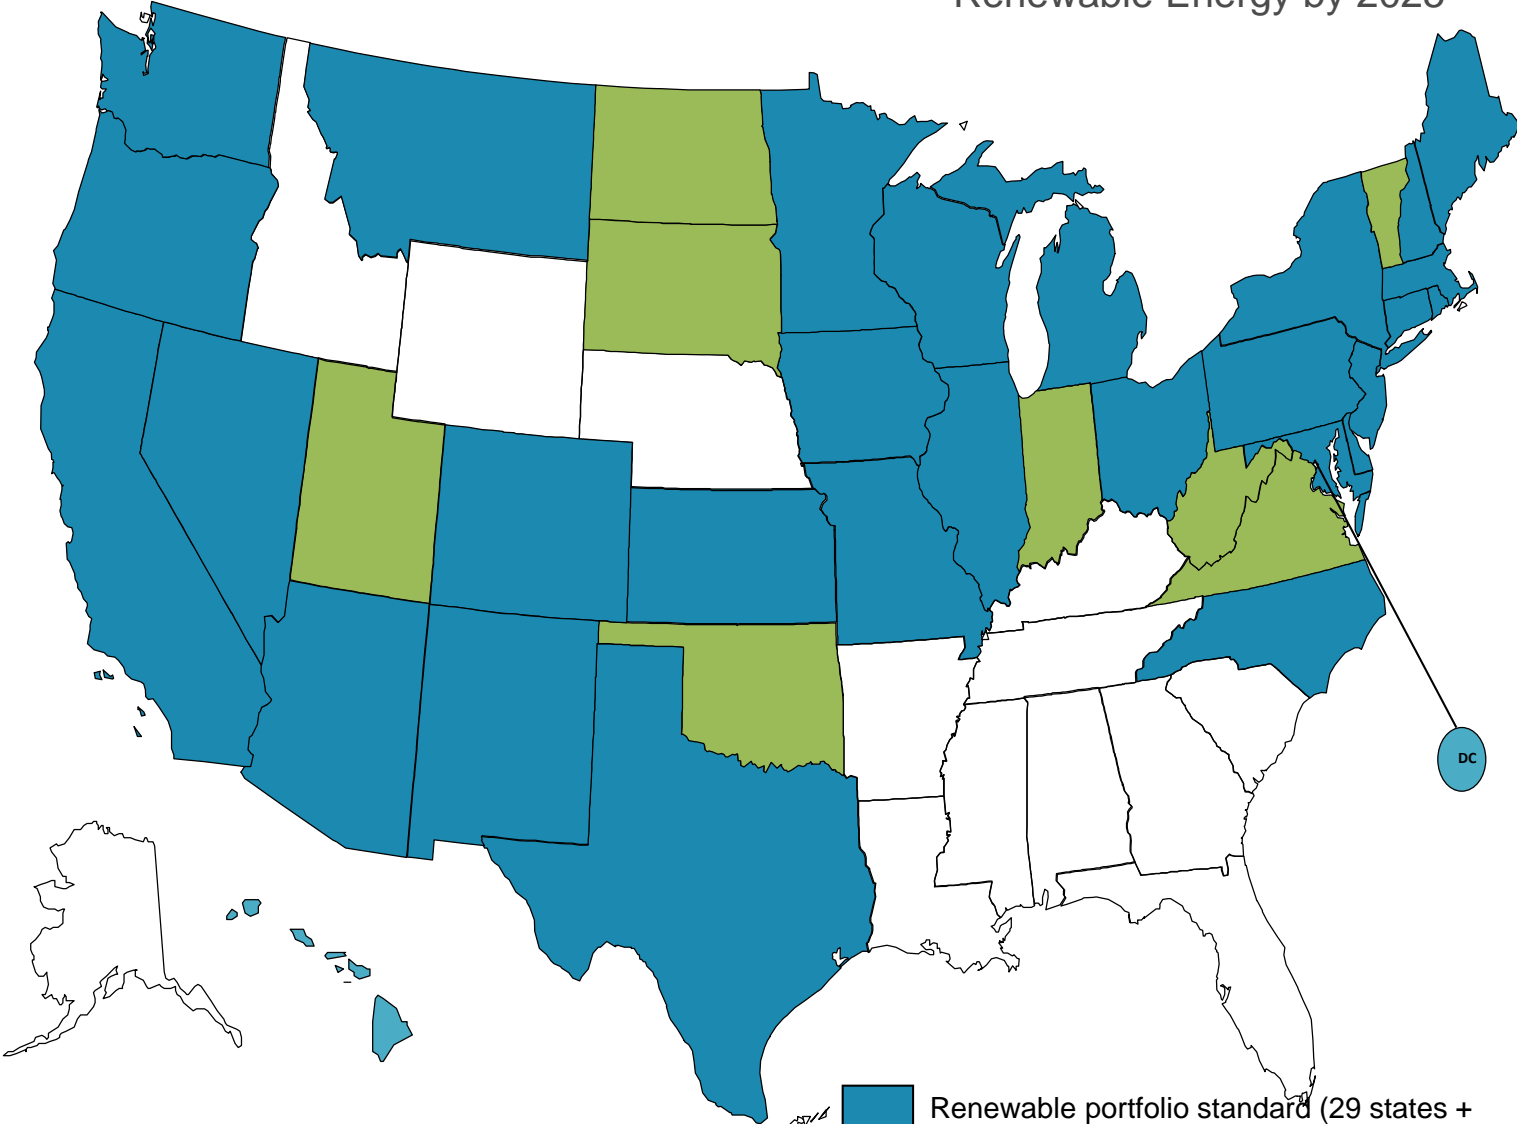 Renewable Energy by 2025
DC
Renewable portfolio standard (29 states +